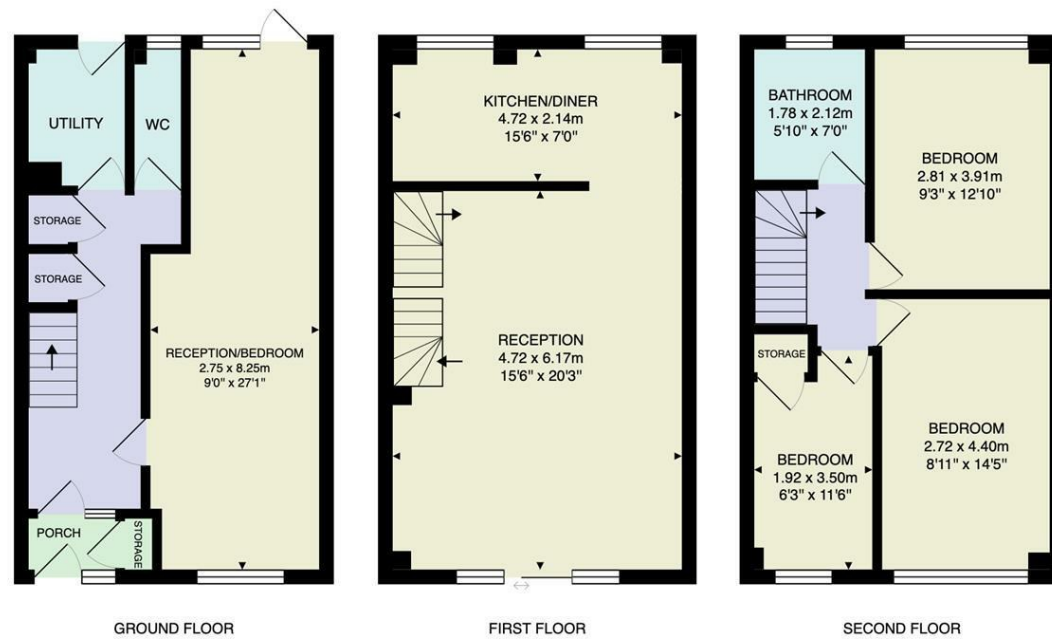 UTILITY
WC
STORAGE
STORAGE
RECEPTION/BEDROOM
2.75 x 8.25m
9'0" x 27'1"
PORCH
STORAGE
GROUND FLOOR
KITCHEN/DINER
4.72 x 2.14m
15'6" x 7'0"
RECEPTION
4.72 x 6.17m
15'6" x 20'3"
FIRST FLOOR
BATHROOM
1.78 x 2.12m
5'10" x 7'0"
BEDROOM
2.81 x 3.91m
9'3" x 12'10"
STORAGE
BEDROOM
1.92 x 3.50m
6'3" x 11'6"
BEDROOM
2.72 x 4.40m
8'11" x 14'5"
SECOND FLOOR